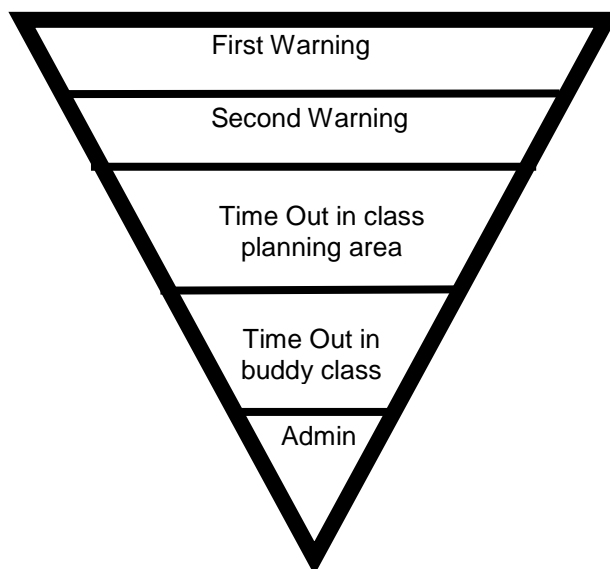 First Warning
Second Warning
Time Out in class
planning area
Time Out in
buddy class
Admin